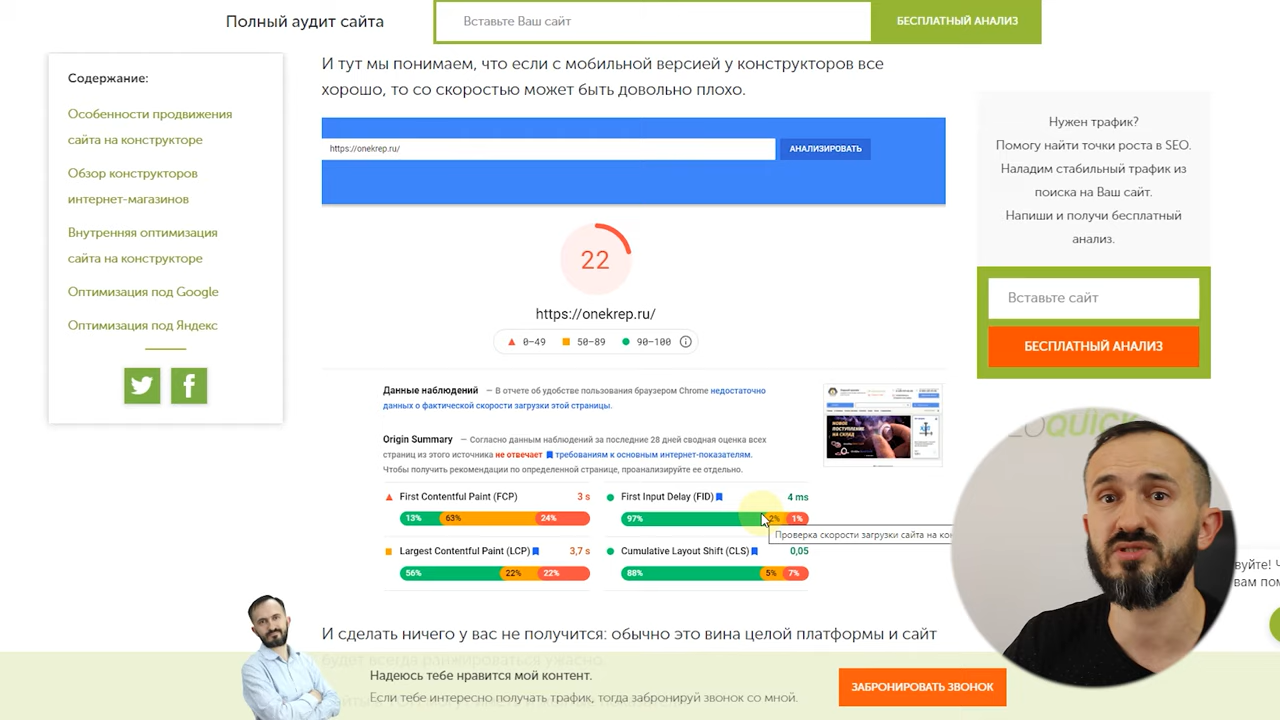 Полный аудит сайта
Вставьте Ваш сайт
БЕСПЛАТНЫЙ АНАЛИЗ
Содержание:
Особенности продвижения
сайта на конструкторе
Обзор конструкторов
интернет-магазинов
Внутренняя оптимизация
сайта на конструкторе
Оптимизация под Google
Оптимизация под Яндекс
И тут мы понимаем, что если с мобильной версией у конструкторов все
хорошо, то со скоростью может быть довольно плохо.
https://onekrep.ru/
АНАЛИЗИРОВАТЬ
22
https://onekrep.ru/
0–49 50–89 90–100
Данные наблюдений — В отчете об удобстве пользования браузером Chrome недостаточно
данных о фактической скорости загрузки этой страницы.
Origin Summary — Согласно данным наблюдений за последние 28 дней сводная оценка всех
страниц из этого источника не отвечает требованиям к основным интернет-показателям.
Чтобы получить рекомендации по определенной странице, проанализируйте ее отдельно.
First Contentful Paint (FCP) 3 s
13% 63% 24%
First Input Delay (FID) 4 ms
97% 2% 1%
Проверка скорости загрузки сайта на кон
Largest Contentful Paint (LCP) 3,7 s
56% 22% 22%
Cumulative Layout Shift (CLS) 0,05
88% 5% 7%
И сделать ничего у вас не получится: обычно это вина целой платформы и сайт
будет всегда ранжироваться ужасно.
Нужен трафик?
Помогу найти точки роста в SEO.
Наладим стабильный трафик из
поиска на Ваш сайт.
Напиши и получи бесплатный
анализ.
Вставьте сайт
БЕСПЛАТНЫЙ АНАЛИЗ
EOQUICK
вуйте! Ч
вам пом
Надеюсь тебе нравится мой контент.
Если тебе интересно получать трафик, тогда забронируй звонок со мной.
ЗАБРОНИРОВАТЬ ЗВОНОК